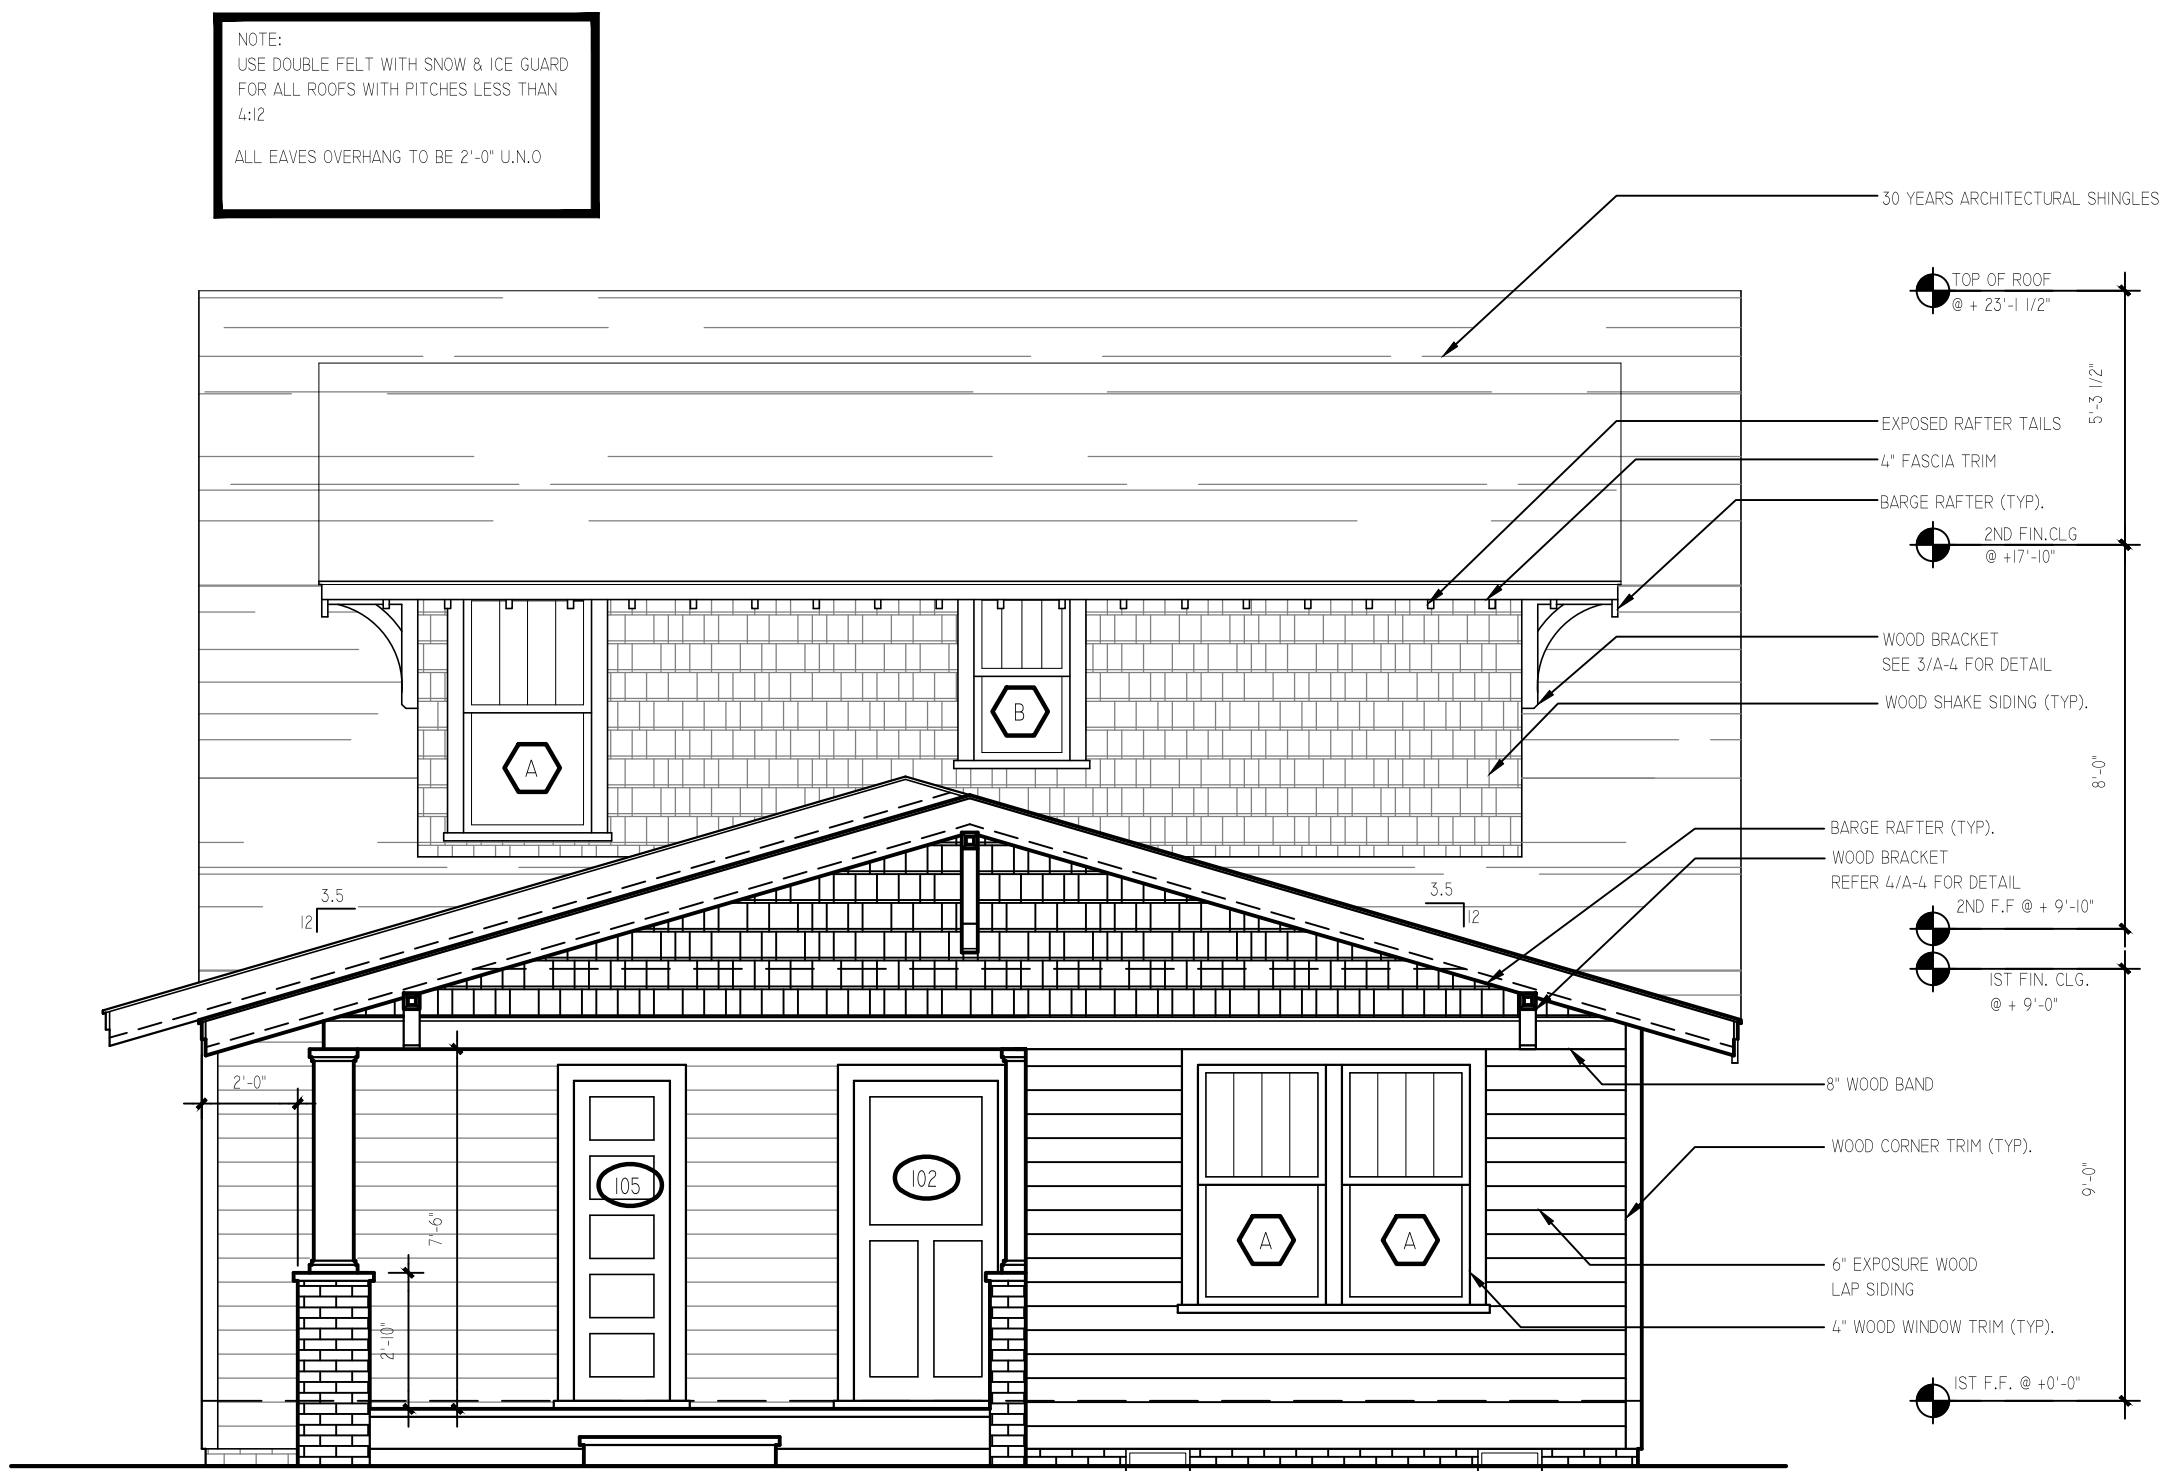 NOTE:
USE DOUBLE FELT WITH SNOW & ICE GUARD
FOR ALL ROOFS WITH PITCHES LESS THAN
4:12
ALL EAVES OVERHANG TO BE 2'-0" U.N.O
30 YEARS ARCHITECTURAL SHINGLES
TOP OF ROOF
@ + 23'-1 1/2"
5'-3 1/2"
EXPOSED RAFTER TAILS
4" FASCIA TRIM
BARGE RAFTER (TYP).
2ND FIN.CLG
@ +17'-10"
WOOD BRACKET
SEE 3/A-4 FOR DETAIL
WOOD SHAKE SIDING (TYP).
B
A
8'-0"
BARGE RAFTER (TYP).
WOOD BRACKET
REFER 4/A-4 FOR DETAIL
3.5
12
3.5
12
2ND F.F @ + 9'-10"
1ST FIN. CLG.
@ + 9'-0"
2'-0"
8" WOOD BAND
WOOD CORNER TRIM (TYP).
105
102
9'-0"
7'-6"
A
A
6" EXPOSURE WOOD
LAP SIDING
2'-10"
4" WOOD WINDOW TRIM (TYP).
1ST F.F. @ +0'-0"